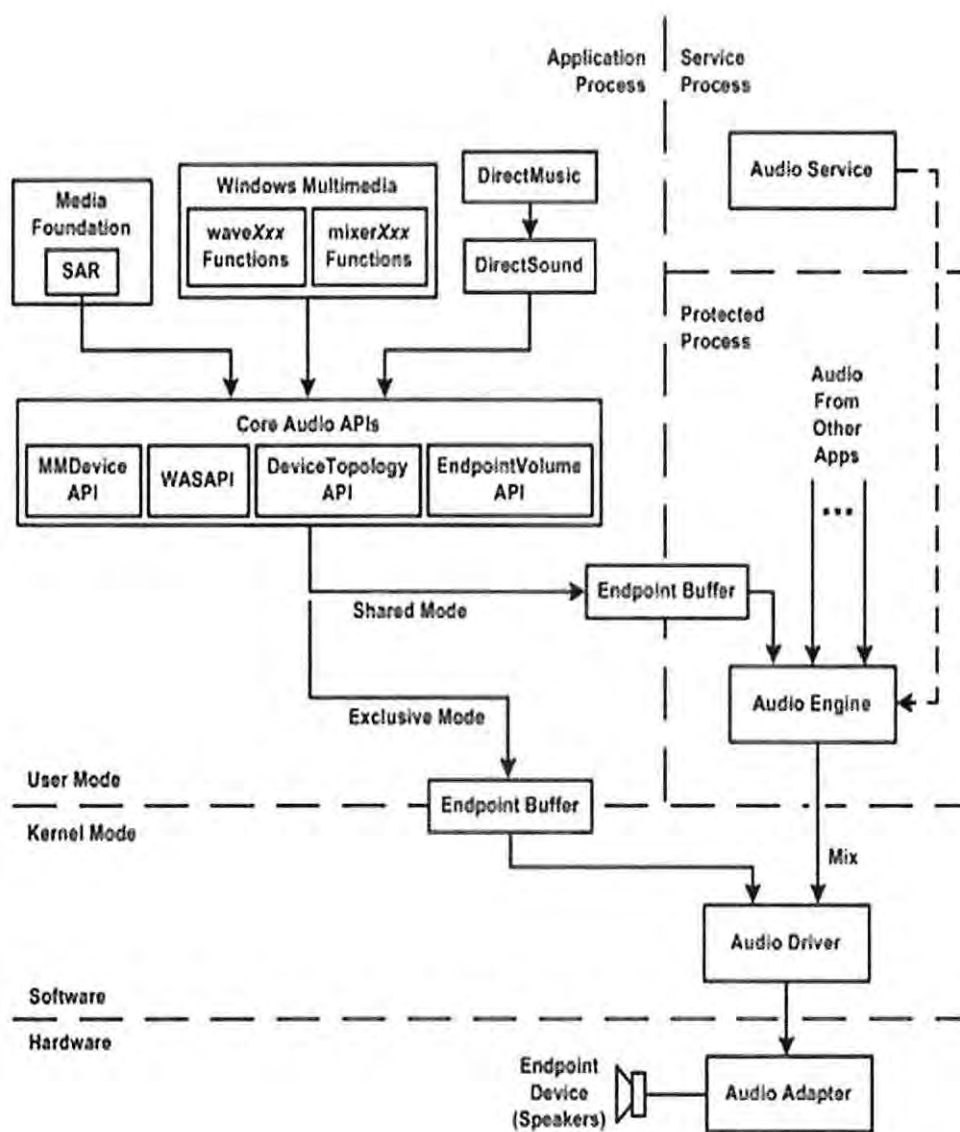 Application
Process
Service
Process
Audio Service
Media
Foundation
SAR
Windows Multimedia
waveXxx
Functions
mixerXxx
Functions
DirectMusic
DirectSound
Protected
Process
Audio
From
Other
Apps
...
Core Audio APIs
MMDevice
API
WASAPI
DeviceTopology
API
EndpointVolume
API
Shared Mode
Endpoint Buffer
Audio Engine
Exclusive Mode
User Mode
Endpoint Buffer
Kernel Mode
Mix
Audio Driver
Software
Hardware
Endpoint
Device
(Speakers)
Audio Adapter